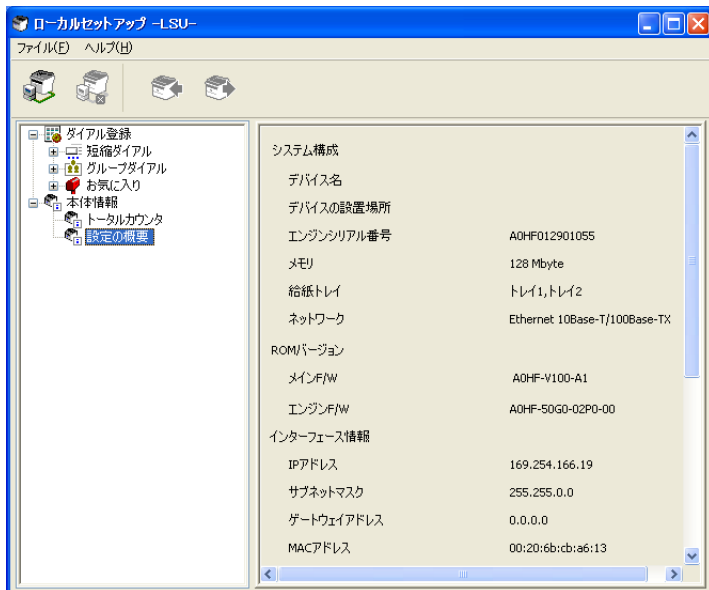 ローカルセットアップ -LSU-
ファイル(F) ヘルプ(H)
ダイアル登録
短縮ダイアル
グループダイアル
お気に入り
本体情報
トータルカウンタ
設定の概要
システム構成
デバイス名
デバイスの設置場所
エンジンシリアル番号 A0HF012901055
メモリ 128 Mbyte
給紙トレイ トレイ1,トレイ2
ネットワーク Ethernet 10Base-T/100Base-TX
ROMバージョン
メインF/W A0HF-V100-A1
エンジンF/W A0HF-50G0-02P0-00
インターフェース情報
IPアドレス 169.254.166.19
サブネットマスク 255.255.0.0
ゲートウェイアドレス 0.0.0.0
MACアドレス 00:20:6b:cb:a6:13